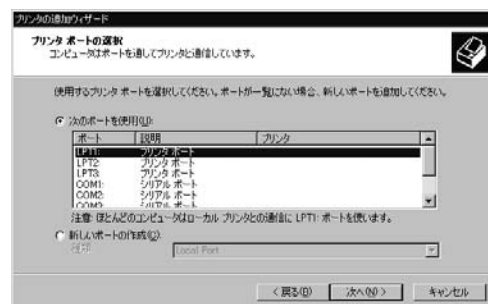 プリンタの追加ウィザード
プリンタ ポートの選択
コンピュータはポートを通してプリンタと通信しています。
使用するプリンタ ポートを選択してください。ポートが一覧にない場合、新しいポートを追加してください。
次のポートを使用(U):
ポート 説明 プリンタ
LPT1: プリンタ ポート
LPT2: プリンタ ポート
LPT3: プリンタ ポート
COM1: シリアル ポート
COM2: シリアル ポート
COM3: シリアル ポート
注意: ほとんどのコンピュータはローカル プリンタとの通信に LPT1: ポートを使います。
新しいポートの作成(C):
種類: Local Port
< 戻る(B) 次へ(N) > キャンセル